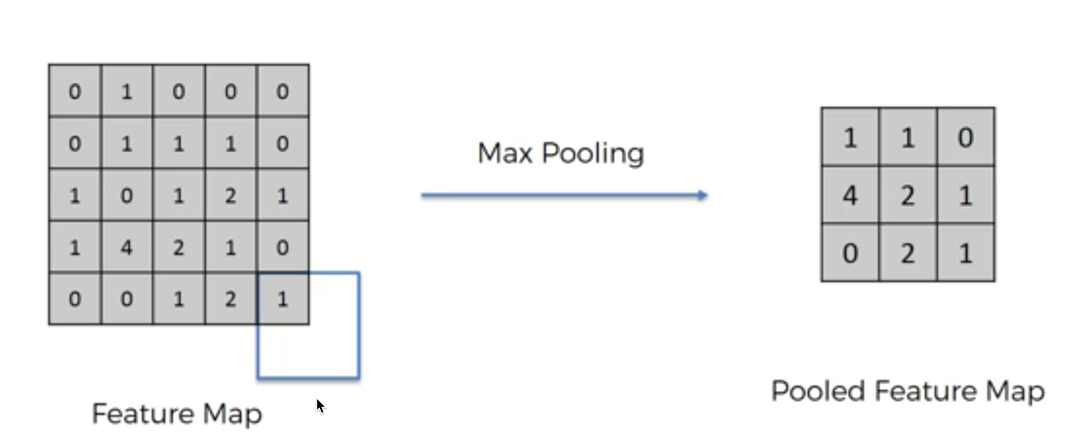 0 1 0 0 0
0 1 1 1 0
1 0 1 2 1
1 4 2 1 0
0 0 1 2 1
Feature Map
Max Pooling
1 1 0
4 2 1
0 2 1
Pooled Feature Map